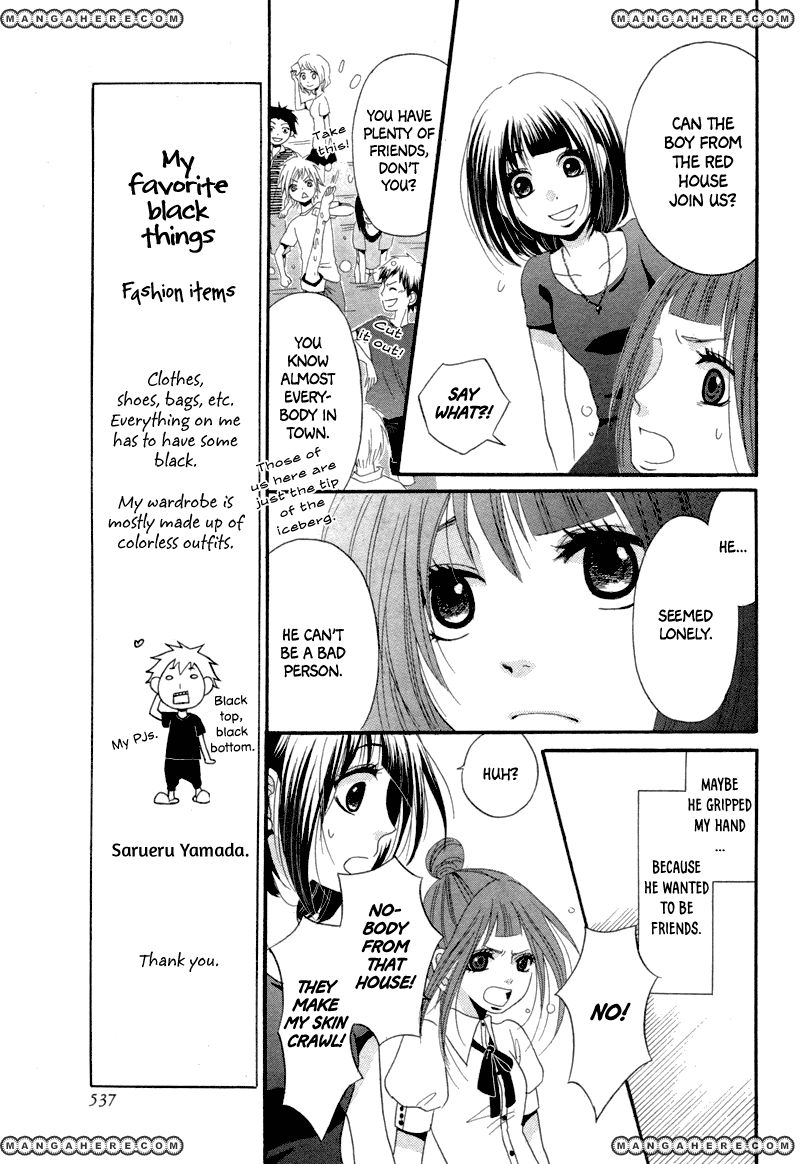 MANGAHERE.COM
MANGAHERE.COM
CAN THE
BOY FROM
THE RED
HOUSE
JOIN US?
SAY
WHAT?!
YOU HAVE
PLENTY OF
FRIENDS,
DON'T
YOU?
Take
this!
Cut
it out!
YOU
KNOW
ALMOST
EVERY-
BODY IN
TOWN.
Those of
us here are
just the tip
of the
iceberg.
HE...
SEEMED
LONELY.
HE CAN'T
BE A BAD
PERSON.
MAYBE
HE GRIPPED
MY HAND
...
BECAUSE
HE WANTED
TO BE
FRIENDS.
HUH?
NO!
NO-
BODY
FROM
THAT
HOUSE!
THEY
MAKE
MY SKIN
CRAWL!
My
favorite
black
things
Fashion items
Clothes,
shoes, bags, etc.
Everything on me
has to have some
black.
My wardrobe is
mostly made up of
colorless outfits.
My PJs.
Black
top,
black
bottom.
Sarueru Yamada.
Thank you.
537
MANGAHERE.COM
MANGAHERE.COM